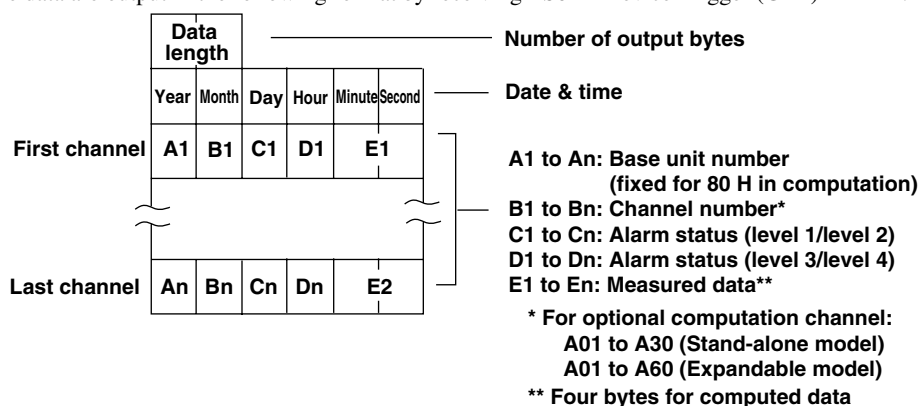 Data length
Number of output bytes
Year Month Day Hour Minute Second
Date & time
First channel A1 B1 C1 D1 E1
A1 to An: Base unit number
(fixed for 80 H in computation)
B1 to Bn: Channel number*
C1 to Cn: Alarm status (level 1/level 2)
D1 to Dn: Alarm status (level 3/level 4)
Last channel An Bn Cn Dn E2
E1 to En: Measured data**
* For optional computation channel:
A01 to A30 (Stand-alone model)
A01 to A60 (Expandable model)
** Four bytes for computed data